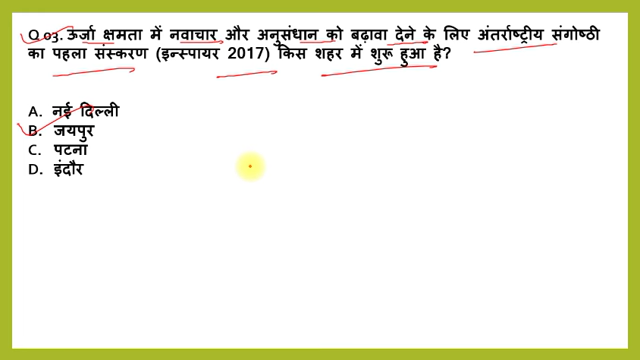 Q 03. ऊर्जा क्षमता में नवाचार और अनुसंधान को बढ़ावा देने के लिए अंतर्राष्ट्रीय संगोष्ठी
का पहला संस्करण (इन्स्पायर 2017) किस शहर में शुरू हुआ है?
A. नई दिल्ली
B. जयपुर
C. पटना
D. इंदौर